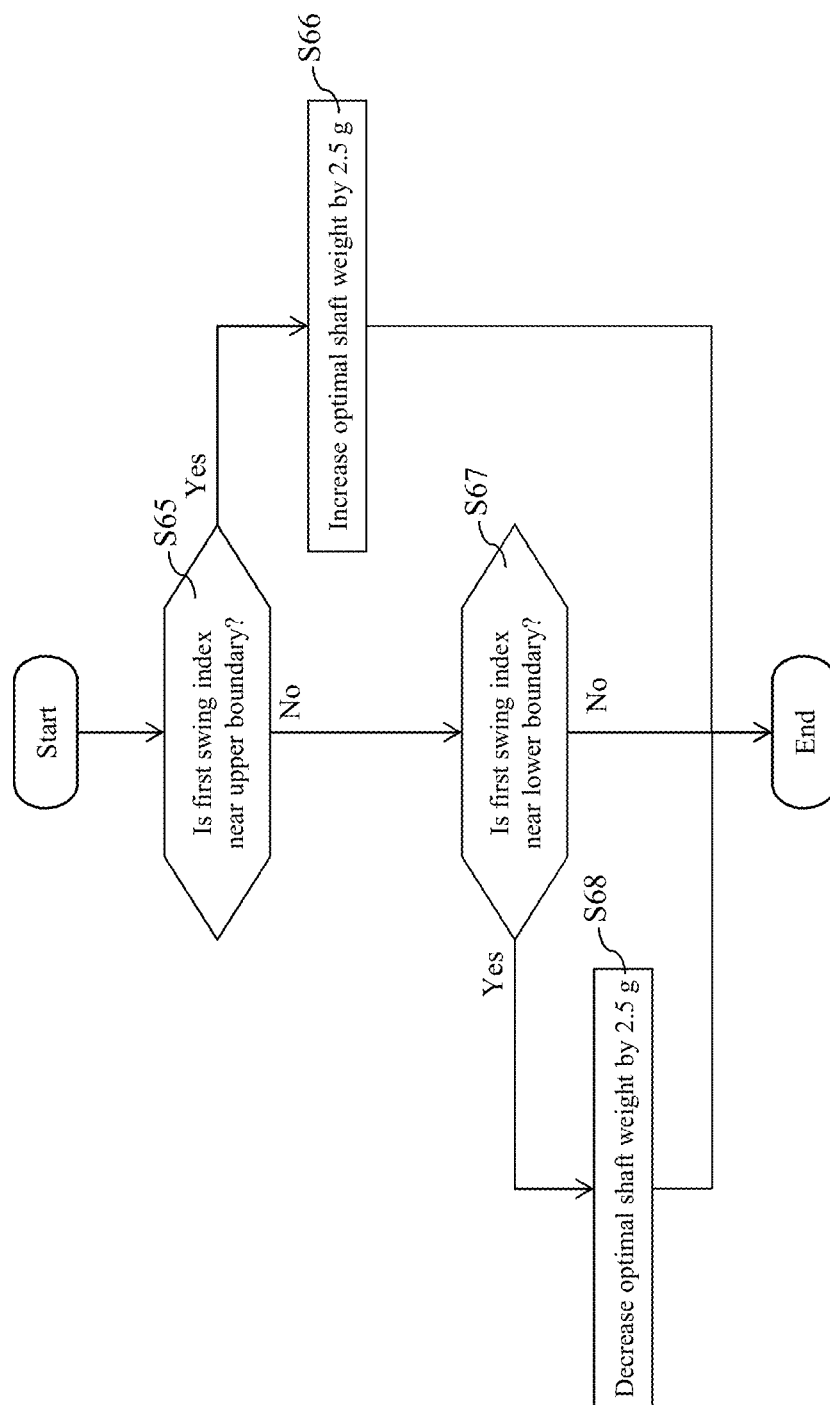 Start
S65
Is first swing index
near upper boundary?
Yes
No
S66
Increase optimal shaft weight by 2.5 g
S67
Is first swing index
near lower boundary?
Yes
No
S68
Decrease optimal shaft weight by 2.5 g
End